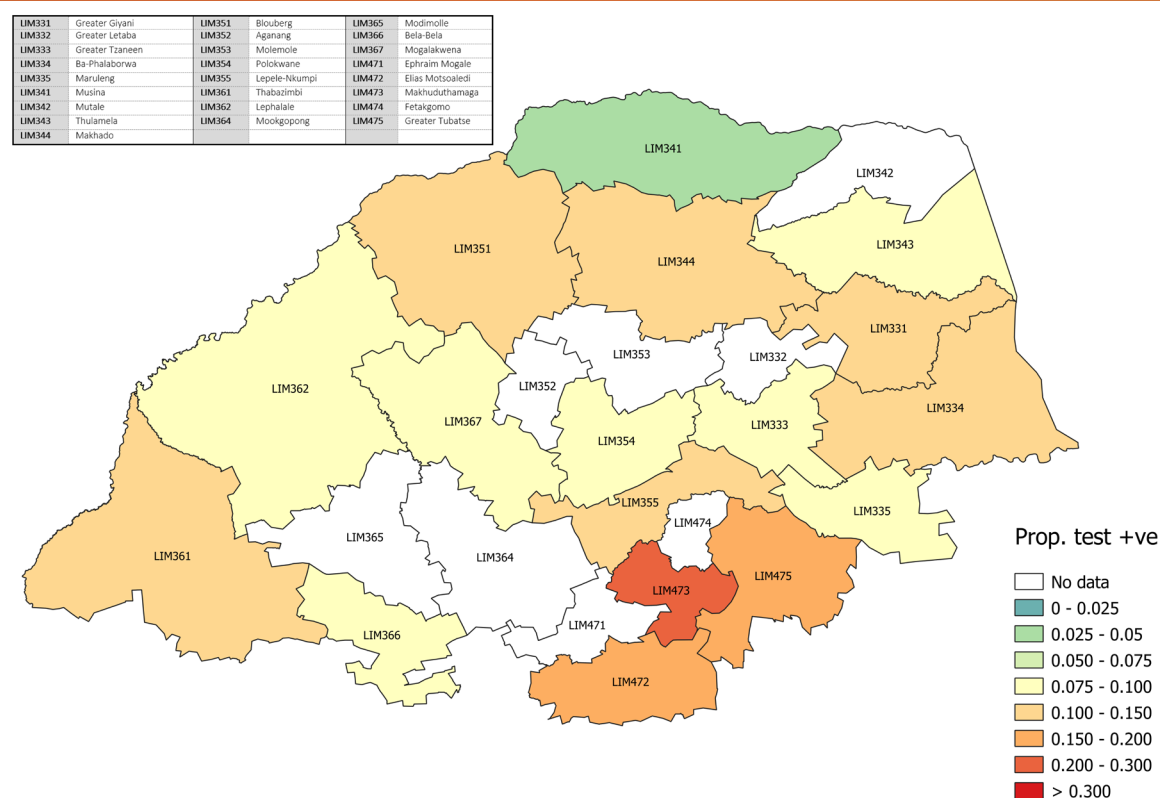 LIM331 Greater Giyani LIM351 Blouberg LIM365 Modimolle
LIM332 Greater Letaba LIM352 Aganang LIM366 Bela-Bela
LIM333 Greater Tzaneen LIM353 Molemole LIM367 Mogalakwena
LIM334 Ba-Phalaborwa LIM354 Polokwane LIM471 Ephraim Mogale
LIM335 Maruleng LIM355 Lepele-Nkumpi LIM472 Elias Motsoaledi
LIM341 Musina LIM361 Thabazimbi LIM473 Makhuduthamaga
LIM342 Mutale LIM362 Lephalale LIM474 Fetakgomo
LIM343 Thulamela LIM364 Mookgopong LIM475 Greater Tubatse
LIM344 Makhado
LIM341
LIM342
LIM343
LIM351
LIM344
LIM331
LIM353
LIM332
LIM352
LIM362
LIM334
LIM367
LIM333
LIM354
LIM355
LIM335
LIM474
LIM365
LIM361
LIM364
LIM475
LIM473
LIM471
LIM366
LIM472
Prop. test +ve
No data
0 - 0.025
0.025 - 0.05
0.050 - 0.075
0.075 - 0.100
0.100 - 0.150
0.150 - 0.200
0.200 - 0.300
> 0.300